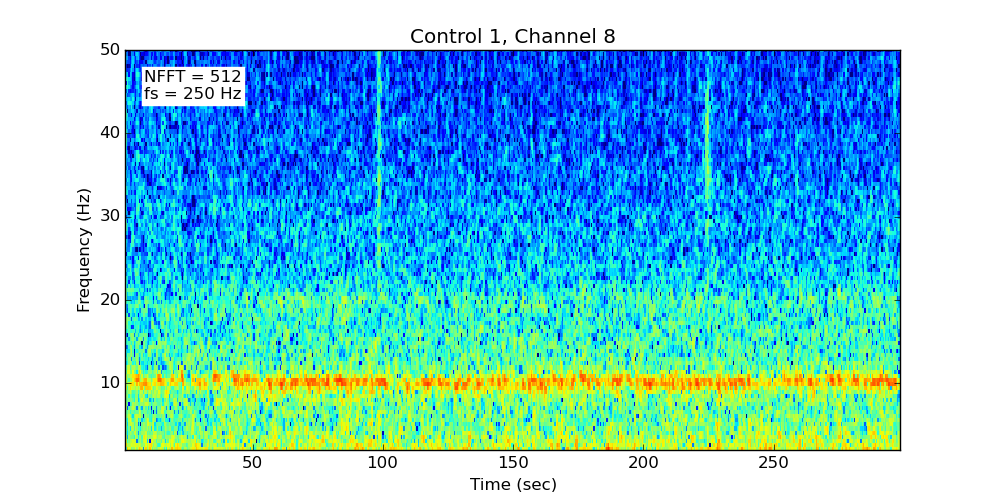 Control 1, Channel 8
50
NFFT = 512
fs = 250 Hz
40
30
20
10
Frequency (Hz)
50 100 150 200 250
Time (sec)